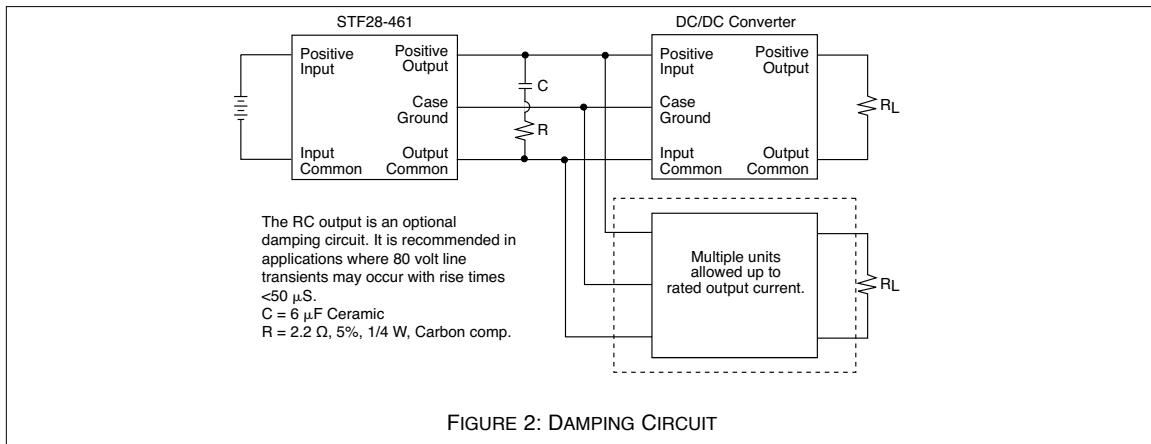 STF28-461
DC/DC Converter
Positive
Input
Positive
Output
Case
Ground
Input
Common
Output
Common
C
R
Positive
Input
Positive
Output
Case
Ground
Input
Common
Output
Common
RL
The RC output is an optional
damping circuit. It is recommended in
applications where 80 volt line
transients may occur with rise times
<50 μS.
C = 6 μF Ceramic
R = 2.2 Ω, 5%, 1/4 W, Carbon comp.
Multiple units
allowed up to
rated output current.
RL
FIGURE 2: DAMPING CIRCUIT